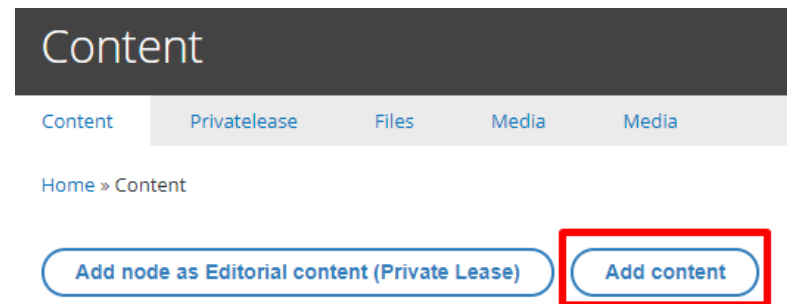 Content
Content Privatelease Files Media Media
Home » Content
Add node as Editorial content (Private Lease) Add content